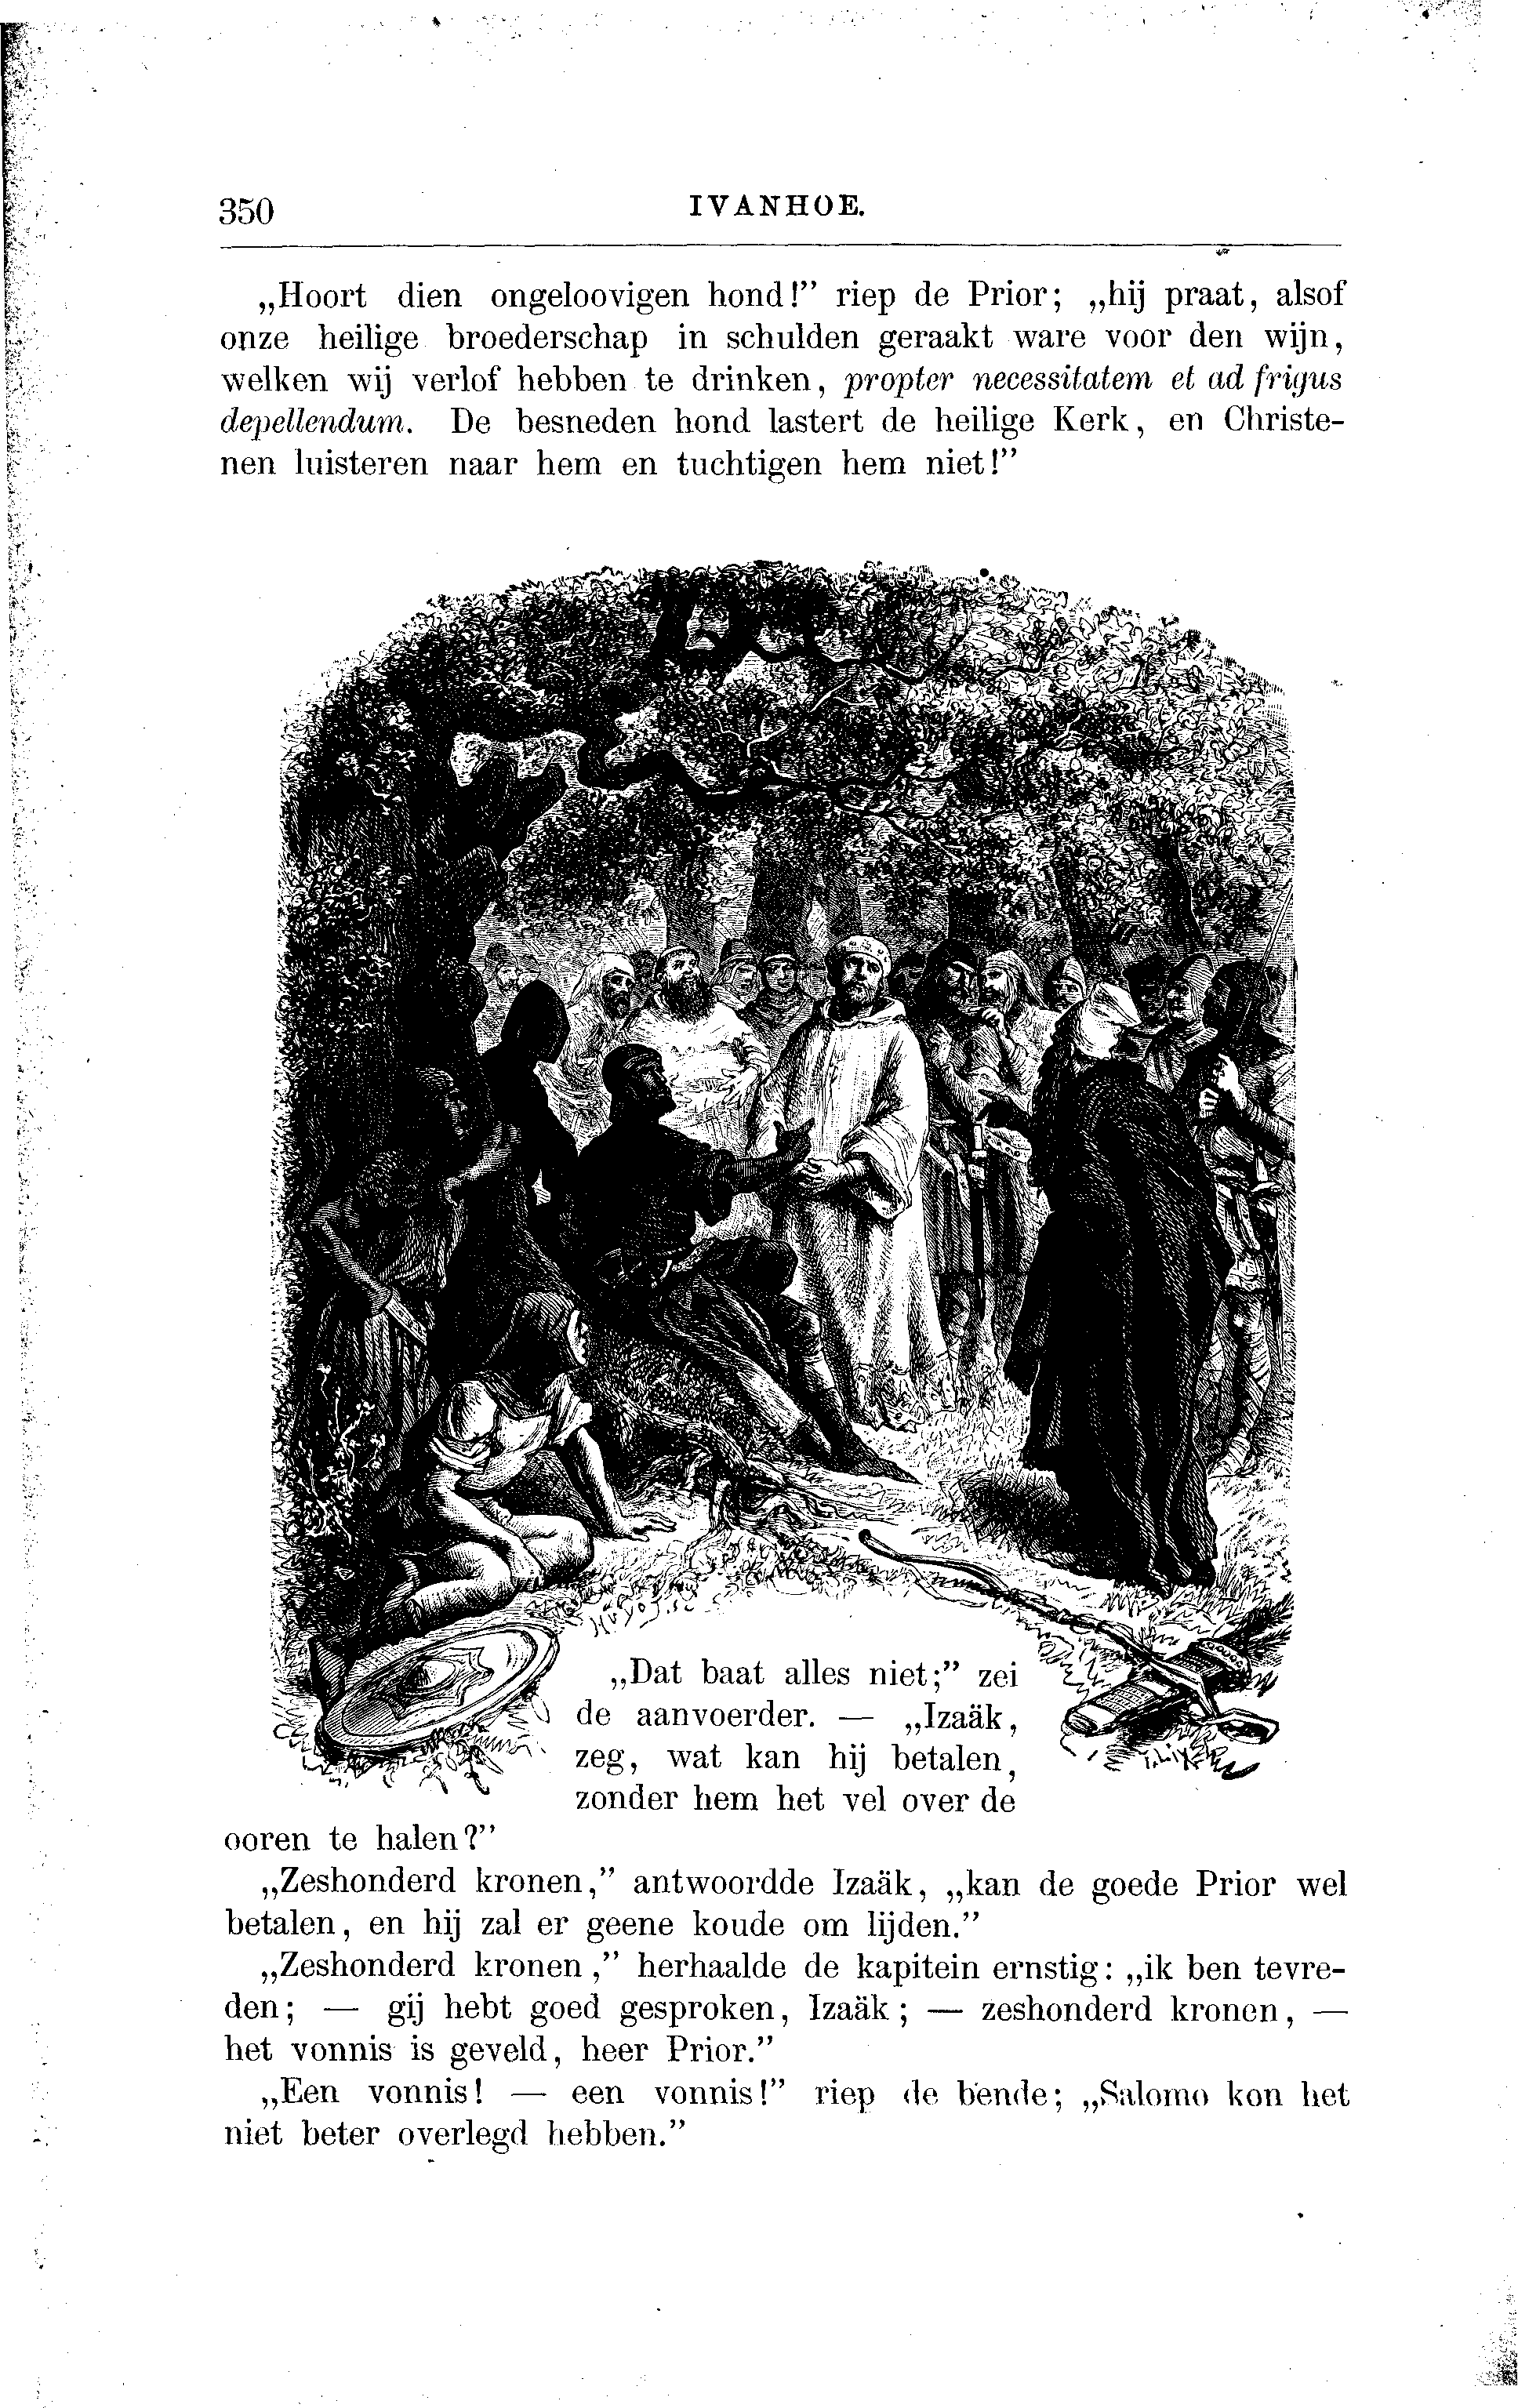 350
IVANHOE.
„Hoort dien ongeloovigen hond!” riep de Prior; „hij praat, alsof
onze heilige broederschap in schulden geraakt ware voor den wijn,
welken wij verlof hebben te drinken, propter necessitatem et ad frigus
depellendum. De besneden hond lastert de heilige Kerk, en Christe-
nen luisteren naar hem en tuchtigen hem niet!”
„Dat baat alles niet;” zei
de aanvoerder. — „Izaäk,
zeg, wat kan hij betalen,
zonder hem het vel over de
ooren te halen?”
„Zeshonderd kronen,” antwoordde Izaäk, „kan de goede Prior wel
betalen, en hij zal er geene koude om lijden.”
„Zeshonderd kronen,” herhaalde de kapitein ernstig: „ik ben tevre-
den; — gij hebt goed gesproken, Izaäk; — zeshonderd kronen, —
het vonnis is geveld, heer Prior.”
„Een vonnis! — een vonnis!” riep de bende; „Salomo kon het
niet beter overlegd hebben.”